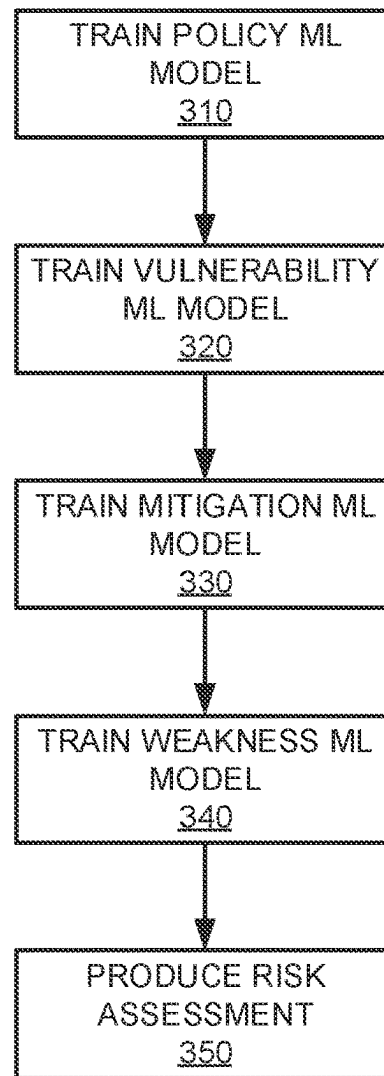 TRAIN POLICY ML
MODEL
310
TRAIN VULNERABILITY
ML MODEL
320
TRAIN MITIGATION ML
MODEL
330
TRAIN WEAKNESS ML
MODEL
340
PRODUCE RISK
ASSESSMENT
350